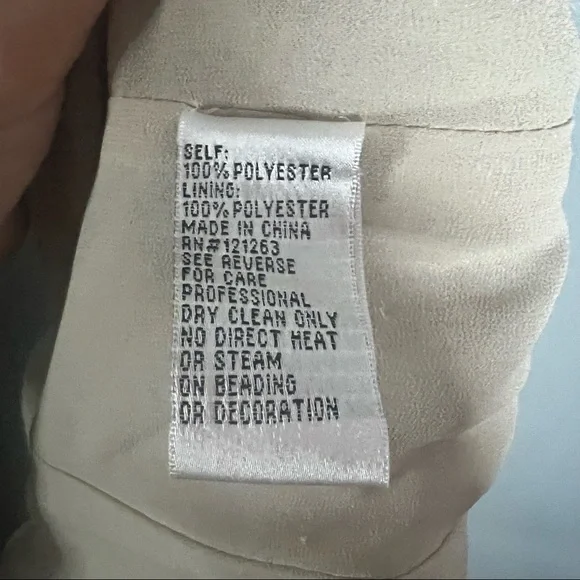 SELF:
100% POLYESTER
LINING:
100% POLYESTER
MADE IN CHINA
RN#121263
SEE REVERSE
FOR CARE
PROFESSIONAL
DRY CLEAN ONLY
NO DIRECT HEAT
OR STEAM
ON BEADING
OR DECORATION